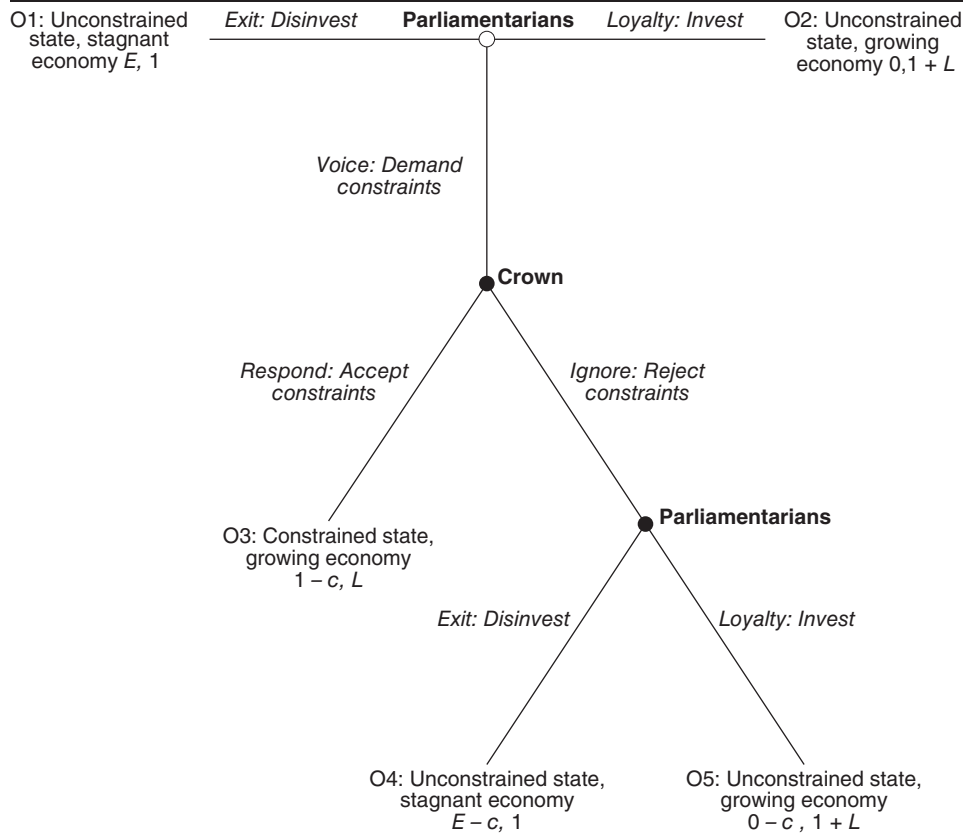 O1: Unconstrained
state, stagnant
economy E, 1
Exit: Disinvest
Parliamentarians
Loyalty: Invest
O2: Unconstrained
state, growing
economy 0,1 + L
Voice: Demand
constraints
Crown
Respond: Accept
constraints
Ignore: Reject
constraints
Parliamentarians
O3: Constrained state,
growing economy
1 – c, L
Exit: Disinvest
Loyalty: Invest
O4: Unconstrained state,
stagnant economy
E – c, 1
O5: Unconstrained state,
growing economy
0 – c , 1 + L